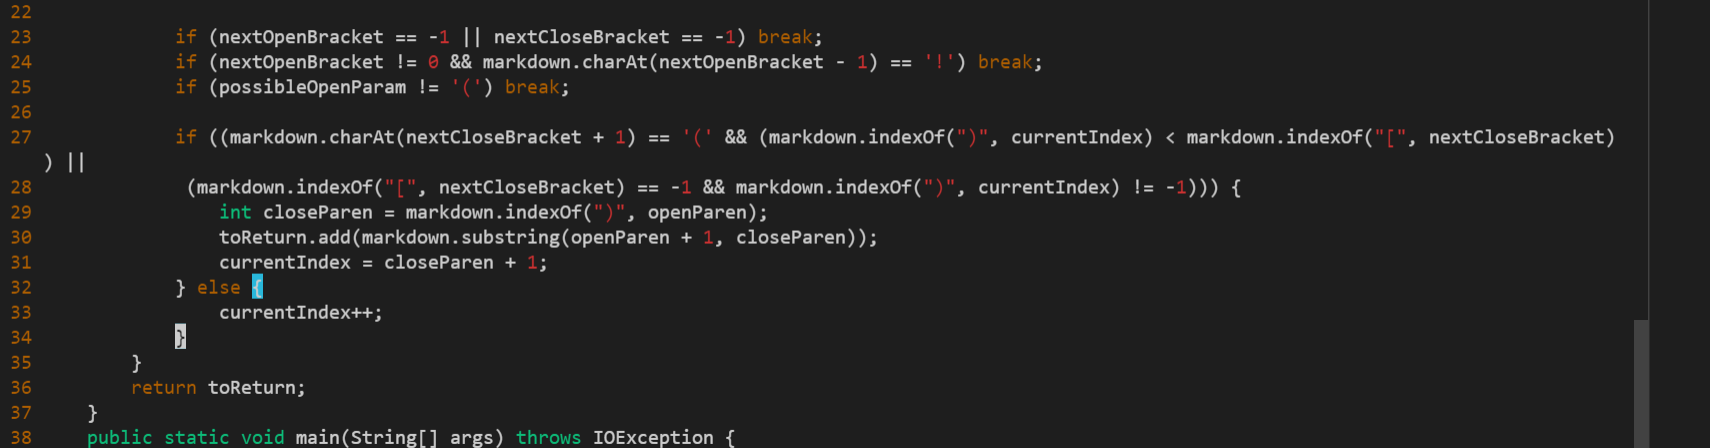 22
23 if (nextOpenBracket == -1 || nextCloseBracket == -1) break;
24 if (nextOpenBracket != 0 && markdown.charAt(nextOpenBracket - 1) == '!') break;
25 if (possibleOpenParam != '(') break;
26
27 if ((markdown.charAt(nextCloseBracket + 1) == '(' && (markdown.indexOf(")", currentIndex) < markdown.indexOf("[", nextCloseBracket)
) ||
28 (markdown.indexOf("[", nextCloseBracket) == -1 && markdown.indexOf(")", currentIndex) != -1))) {
29 int closeParen = markdown.indexOf(")", openParen);
30 toReturn.add(markdown.substring(openParen + 1, closeParen));
31 currentIndex = closeParen + 1;
32 } else {
33 currentIndex++;
34 }
35 }
36 return toReturn;
37 }
38 public static void main(String[] args) throws IOException {